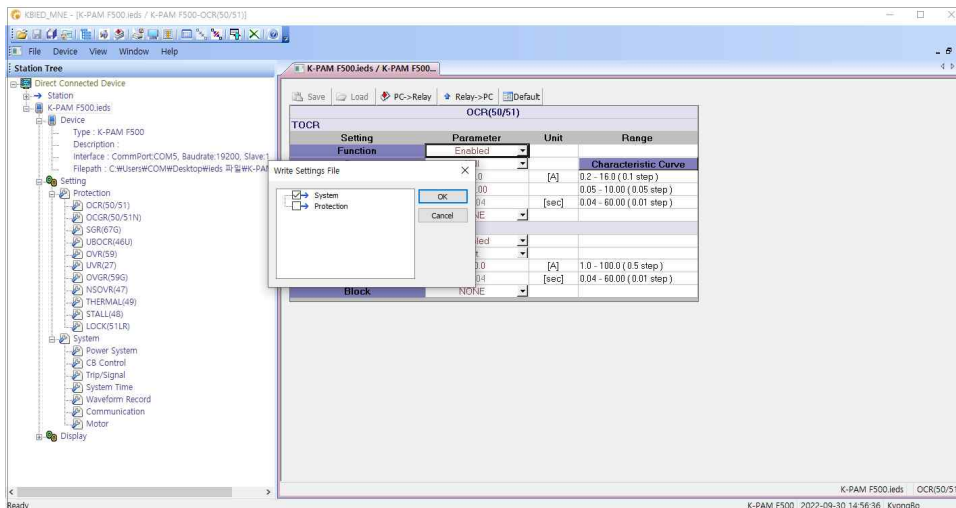 KBIED_MNE - [K-PAM F500.ieds / K-PAM F500-OCR(50/51)]
File Device View Window Help
Station Tree
Direct Connected Device
Station
K-PAM F500.ieds
Device
Type : K-PAM F500
Description :
Interface : CommPort:COM5, Baudrate:19200, Slave:1
Filepath : C:₩Users₩COM₩Desktop₩ieds 파일₩K-PAM
Setting
Protection
OCR(50/51)
OCGR(50/51N)
SGR(67G)
UBOCR(46U)
OVR(59)
UVR(27)
OVGR(59G)
NSOVR(47)
THERMAL(49)
STALL(48)
LOCK(51LR)
System
Power System
CB Control
Trip/Signal
System Time
Waveform Record
Communication
Motor
Display
K-PAM F500.ieds / K-PAM F500...
Save Load PC->Relay Relay->PC Default
OCR(50/51)
TOCR
Setting Parameter Unit Range
Function Enabled
Characteristic Curve
.0 [A] 0.2 - 16.0 ( 0.1 step )
.00 0.05 - 10.00 ( 0.05 step )
04 [sec] 0.04 - 60.00 ( 0.01 step )
NE
led
0.0 [A] 1.0 - 100.0 ( 0.5 step )
04 [sec] 0.04 - 60.00 ( 0.01 step )
Block NONE
Write Settings File
System
Protection
OK
Cancel
K-PAM F500.ieds OCR(50/51
Ready
K-PAM F500 2022-09-30 14:56:36 KyongBo